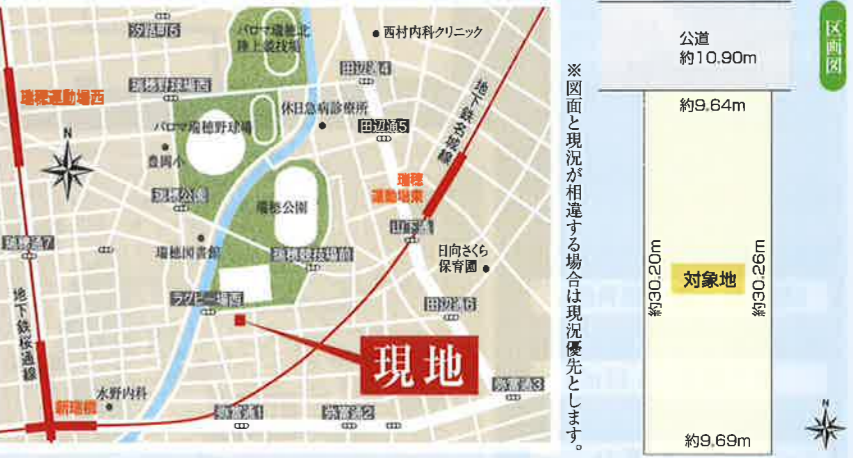 汐路町5
パロマ瑞穂北
陸上競技場
西村内科クリニック
田辺通4
瑞穂運動場西
瑞穂野球場西
休日急病診療所
地下鉄名城線
パロマ瑞穂野球場
田辺通5
N
豊岡小
瑞穂公園
瑞穂
運動場東
瑞穂公園
山下通
瑞穂通7
瑞穂図書館
瑞穂競技場前
日向さくら
保育園
ラグビー場西
田辺通6
地下鉄桜通線
現地
水野内科
新瑞橋
弥富通1
弥富通2
弥富通3
※図面と現況が相違する場合は現況優先とします。
区画図
公道
約10.90m
約9.64m
約30.20m
対象地
約30.26m
約9.69m
N